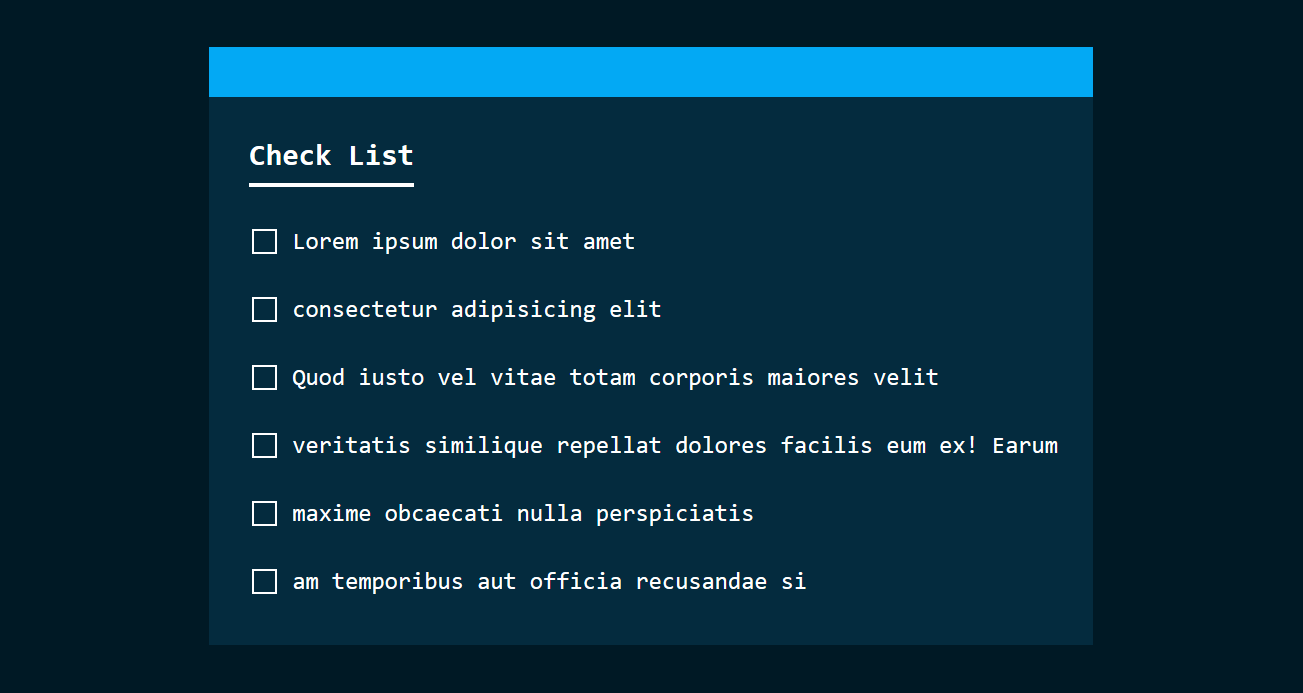 Check List
Lorem ipsum dolor sit amet
consectetur adipisicing elit
Quod iusto vel vitae totam corporis maiores velit
veritatis similique repellat dolores facilis eum ex! Earum
maxime obcaecati nulla perspiciatis
am temporibus aut officia recusandae si